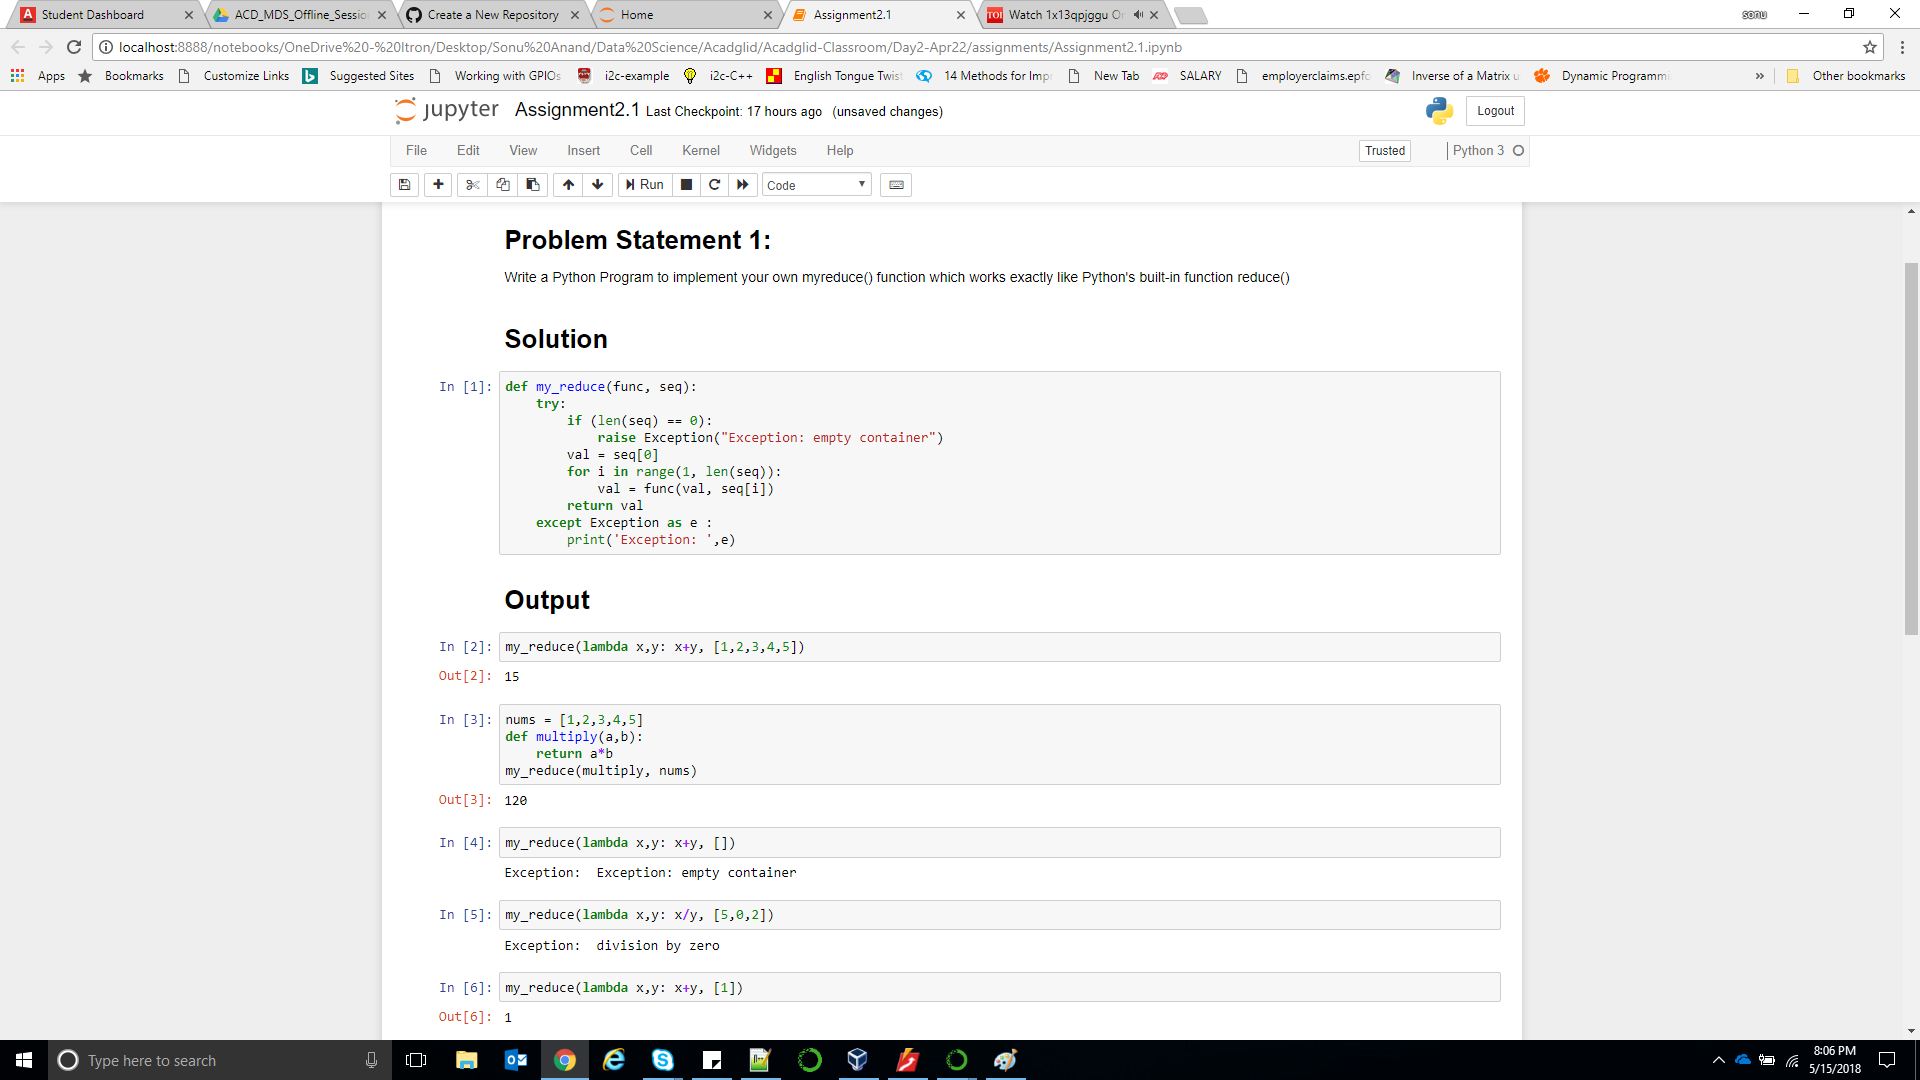 Student Dashboard
ACD_MDS_Offline_Sessio
Create a New Repository
Home
Assignment2.1
TOI Watch 1x13qpjggu On
sonu
localhost:8888/notebooks/OneDrive%20-%20Itron/Desktop/Sonu%20Anand/Data%20Science/Acadglid/Acadglid-Classroom/Day2-Apr22/assignments/Assignment2.1.ipynb
Apps Bookmarks Customize Links Suggested Sites Working with GPIOs i2c-example i2c-C++ English Tongue Twist 14 Methods for Impr New Tab SALARY employerclaims.epfo Inverse of a Matrix u Dynamic Programmi » Other bookmarks
jupyter Assignment2.1 Last Checkpoint: 17 hours ago (unsaved changes) Logout
File Edit View Insert Cell Kernel Widgets Help Trusted Python 3
Run Code
Problem Statement 1:
Write a Python Program to implement your own myreduce() function which works exactly like Python's built-in function reduce()
Solution
In [1]: def my_reduce(func, seq):
    try:
        if (len(seq) == 0):
            raise Exception("Exception: empty container")
        val = seq[0]
        for i in range(1, len(seq)):
            val = func(val, seq[i])
        return val
    except Exception as e :
        print('Exception: ',e)
Output
In [2]: my_reduce(lambda x,y: x+y, [1,2,3,4,5])
Out[2]: 15
In [3]: nums = [1,2,3,4,5]
def multiply(a,b):
    return a*b
my_reduce(multiply, nums)
Out[3]: 120
In [4]: my_reduce(lambda x,y: x+y, [])
Exception:  Exception: empty container
In [5]: my_reduce(lambda x,y: x/y, [5,0,2])
Exception:  division by zero
In [6]: my_reduce(lambda x,y: x+y, [1])
Out[6]: 1
Type here to search
8:06 PM
5/15/2018